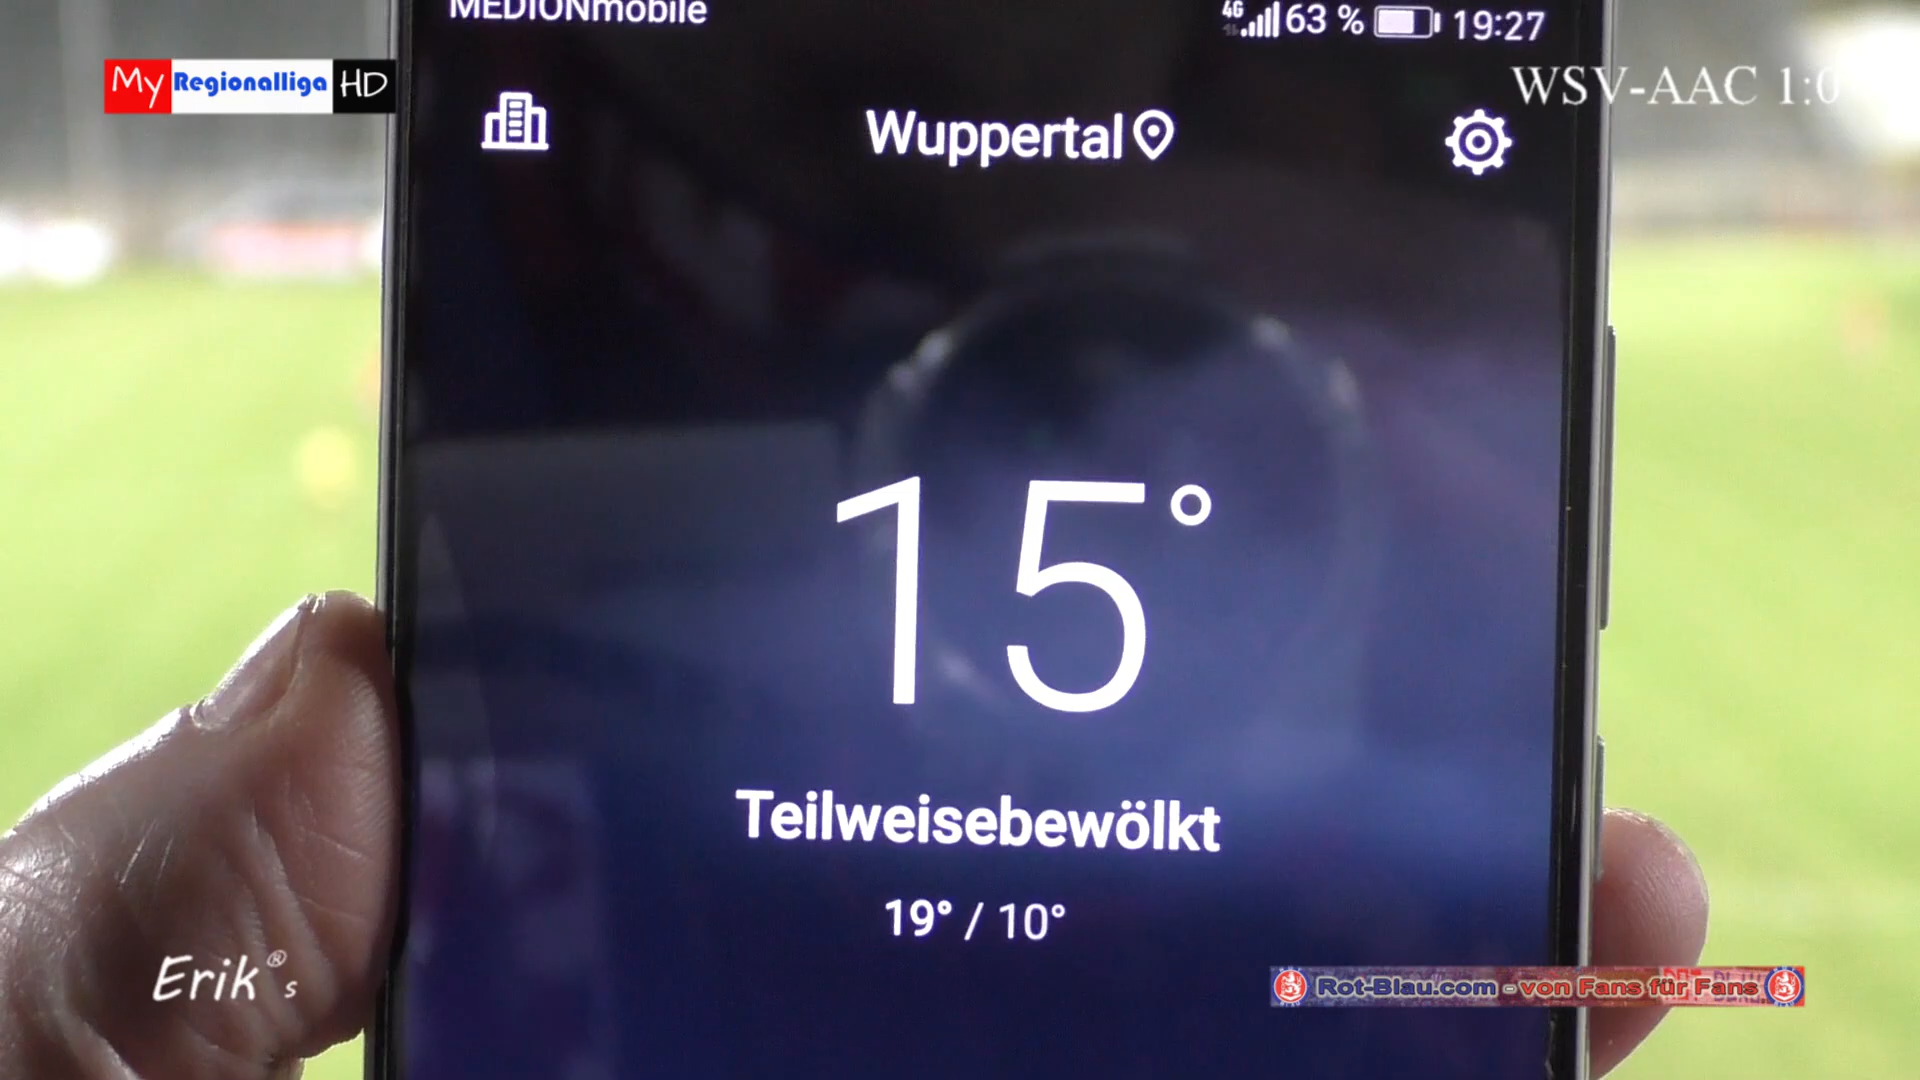 MEDIONmobile
4G 63 % 19:27
My Regionalliga HD
WSV-AAC 1:0
Wuppertal
15°
Teilweisebewölkt
19° / 10°
Erik®s
Rot-Blau.com - von Fans für Fans